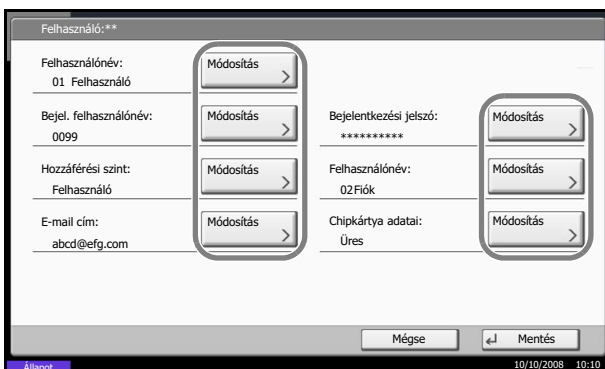 Felhasználó:**
Felhasználónév:
01 Felhasználó
Módosítás
Bejel. felhasználónév:
0099
Módosítás
Bejelentkezési jelszó:
**********
Módosítás
Hozzáférési szint:
Felhasználó
Módosítás
Felhasználónév:
02Fiók
Módosítás
E-mail cím:
abcd@efg.com
Módosítás
Chipkártya adatai:
Üres
Módosítás
Mégse
Mentés
Állapot
10/10/2008 10:10